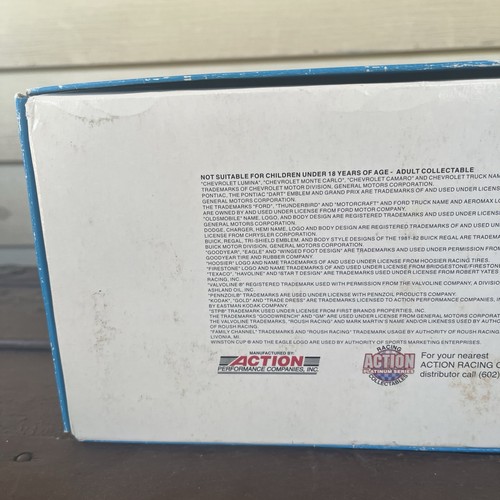 NOT SUITABLE FOR CHILDREN UNDER 18 YEARS OF AGE - ADULT COLLECTABLE
"CHEVROLET LUMINA", "CHEVROLET MONTE CARLO", "CHEVROLET CAMARO" AND CHEVROLET TRUCK NAM
TRADEMARKS OF CHEVROLET MOTOR DIVISION, GENERAL MOTORS CORPORATION.
PONTIAC, THE PONTIAC "DART" EMBLEM AND GRAND PRIX ARE TRADEMARKS OF AND USED UNDER LICENS
GENERAL MOTORS CORPORATION.
THE TRADEMARKS "FORD", "THUNDERBIRD" AND "MOTORCRAFT" AND FORD TRUCK NAME AND AEROMAX LO
ARE OWNED BY AND USED UNDER LICENSE FROM FORD MOTOR COMPANY.
"OLDSMOBILE" NAME, LOGO, AND BODY DESIGN ARE REGISTERED TRADEMARKS OF AND USED UNDER LICENS
GENERAL MOTORS CORPORATION.
DODGE, CHARGER, HEMI NAME, LOGO AND BODY DESIGN ARE REGISTERED TRADEMARKS OF AND USED UN
LICENSE FROM CHRYSLER CORPORATION.
BUICK, REGAL, TRI-SHIELD EMBLEM, AND BODY STYLE DESIGNS OF THE 1981-82 BUICK REGAL ARE TRADEMA
BUICK MOTOR DIVISION, GENERAL MOTORS CORPORATION.
"GOODYEAR", "EAGLE" AND "WINGED FOOT DESIGN" ARE TRADEMARKS OF AND USED UNDER PERMISSION FROM
GOODYEAR TIRE AND RUBBER COMPANY.
"HOOSIER" LOGO AND NAME TRADEMARKS OF AND USED UNDER LICENSE FROM HOOSIER RACING TIRES.
"FIRESTONE" LOGO AND NAME TRADEMARKS OF AND USED UNDER LICENSE FROM BRIDGESTONE/FIRESTON
"TEXACO", "HAVOLINE" AND "STAR T DESIGN" ARE TRADEMARKS USED UNDER LICENSE FROM ROBERT YATES
RACING, INC.
"VALVOLINE ® REGISTERED TRADEMARK USED WITH PERMISSION FROM THE VALVOLINE COMPANY, A DIVISION
ASHLAND OIL, INC.
"PENNZOIL®" TRADEMARKS USED UNDER LICENSE WITH PENNZOIL PRODUCTS COMPANY.
"KODAK", "GOLD" AND "TRADE DRESS" ARE TRADEMARKS LICENSED TO ACTION PERFORMANCE COMPANIES, IN
BY EASTMAN KODAK COMPANY
"STP®" TRADEMARK USED UNDER LICENSE FROM FIRST BRANDS PROPERTIES, INC.
THE TRADEMARKS "GOODWRENCH" AND "GM" ARE USED UNDER LICENSE FROM GENERAL MOTORS CORPORAT
THE VALVOLINE TRADEMARKS, "ROUSH RACING" AND MARK MARTIN'S NAME AND/OR LIKENESS USED BY AUTHO
OF ROUSH RACING.
"FAMILY CHANNEL" TRADEMARKS AND "ROUSH RACING" TRADEMARK USAGE BY AUTHORITY OF ROUSH RACING
LIVONIA, MI.
WINSTON CUP ® AND THE EAGLE LOGO ARE USED BY AUTHORITY OF SPORTS MARKETING ENTERPRISES.
MANUFACTURED BY:
ACTION
PERFORMANCE COMPANIES, INC.
RACING
ACTION
PLATINUM SERIES
COLLECTABLES
For your nearest
ACTION RACING C
distributor call (602)